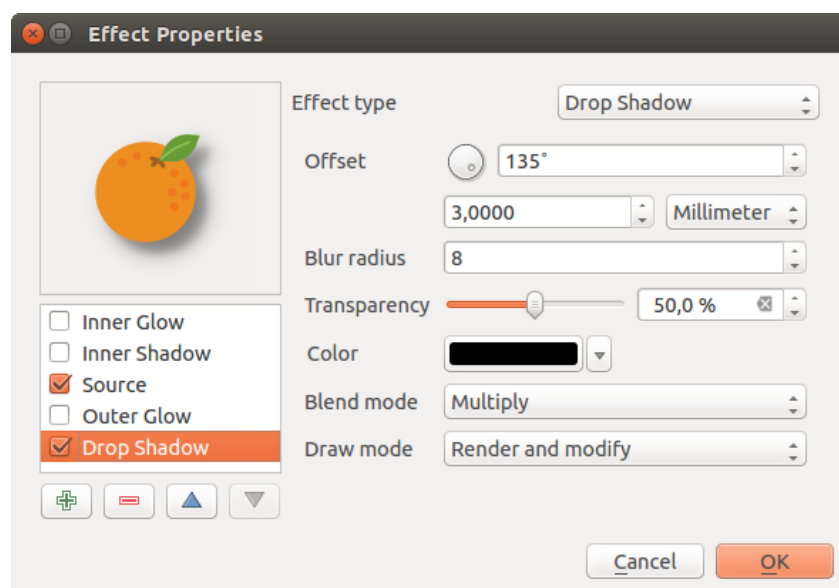 Effect Properties
Effect type Drop Shadow
Offset 135°
3,0000 Millimeter
Blur radius 8
Transparency 50,0 %
Color
Blend mode Multiply
Draw mode Render and modify
Inner Glow
Inner Shadow
Source
Outer Glow
Drop Shadow
Cancel OK